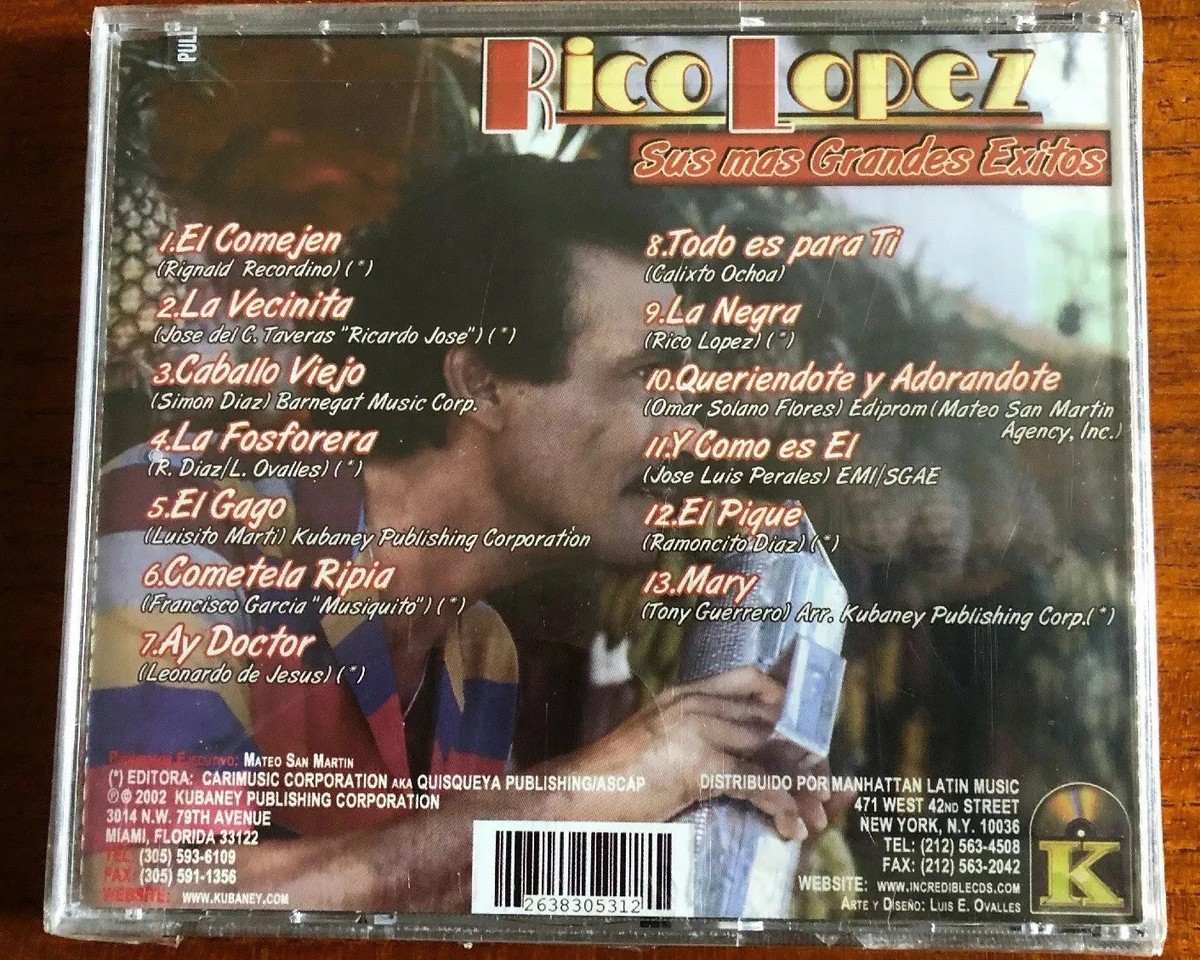 PULL
Rico Lopez
Sus mas Grandes Exitos
1.El Comejen
(Rignald Recordino) (*)
2.La Vecinita
(Jose del C. Taveras "Ricardo Jose") (*)
3.Caballo Viejo
(Simon Diaz) Barnegat Music Corp.
4.La Fosforera
(R. Diaz/L. Ovalles) (*)
5.El Gago
(Luisito Marti) Kubaney Publishing Corporation
6.Cometela Ripia
(Francisco Garcia "Musiquito") (*)
7.Ay Doctor
(Leonardo de Jesus) (*)
8.Todo es para Ti
(Calixto Ochoa)
9.La Negra
(Rico Lopez) (*)
10.Queriendote y Adorandote
(Omar Solano Flores) Ediprom (Mateo San Martin
Agency, Inc.)
11.Y Como es El
(Jose Luis Perales) EMI/SGAE
12.El Pique
(Ramoncito Diaz) (*)
13.Mary
(Tony Guerrero) Arr. Kubaney Publishing Corp.(*)
Ejecutivo: Mateo San Martin
(*) EDITORA: CARIMUSIC CORPORATION AKA QUISQUEYA PUBLISHING/ASCAP
℗© 2002 KUBANEY PUBLISHING CORPORATION
3014 N.W. 79TH AVENUE
MIAMI, FLORIDA 33122
TEL: (305) 593-6109
FAX: (305) 591-1356
WEBSITE: www.kubaney.com
2638305312
DISTRIBUIDO POR MANHATTAN LATIN MUSIC
471 WEST 42ND STREET
NEW YORK, N.Y. 10036
TEL: (212) 563-4508
FAX: (212) 563-2042
WEBSITE: www.incrediblecds.com
Arte y Diseño: Luis E. Ovalles
K